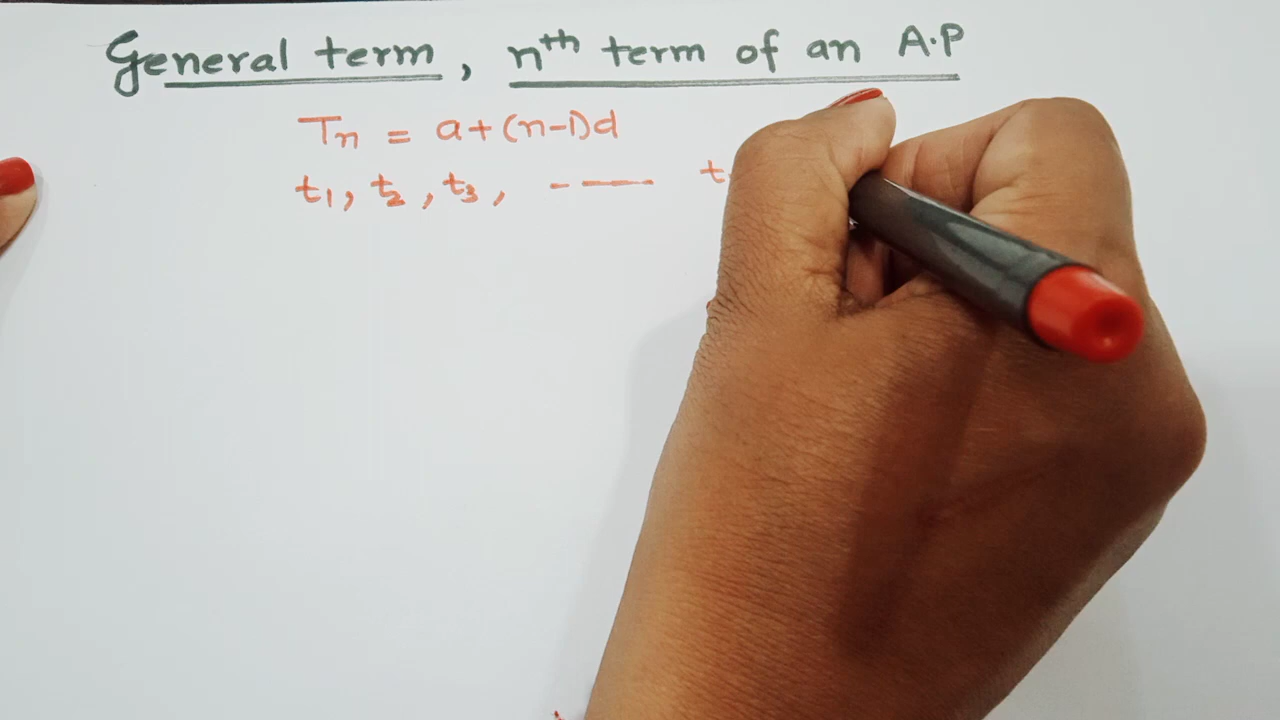 General term, nth term of an A.P
Tn = a+(n-1)d
t1, t2, t3, ----- t